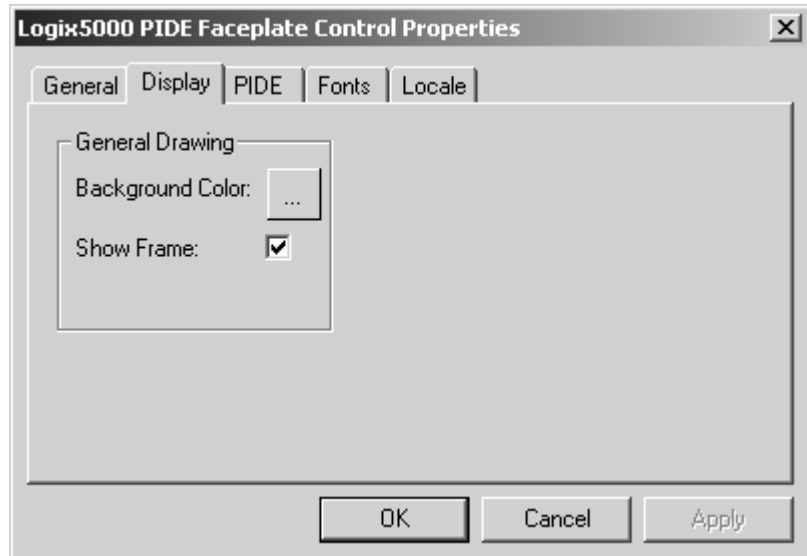 Logix5000 PIDE Faceplate Control Properties
General Display PIDE Fonts Locale
General Drawing
Background Color: ...
Show Frame:
OK Cancel Apply